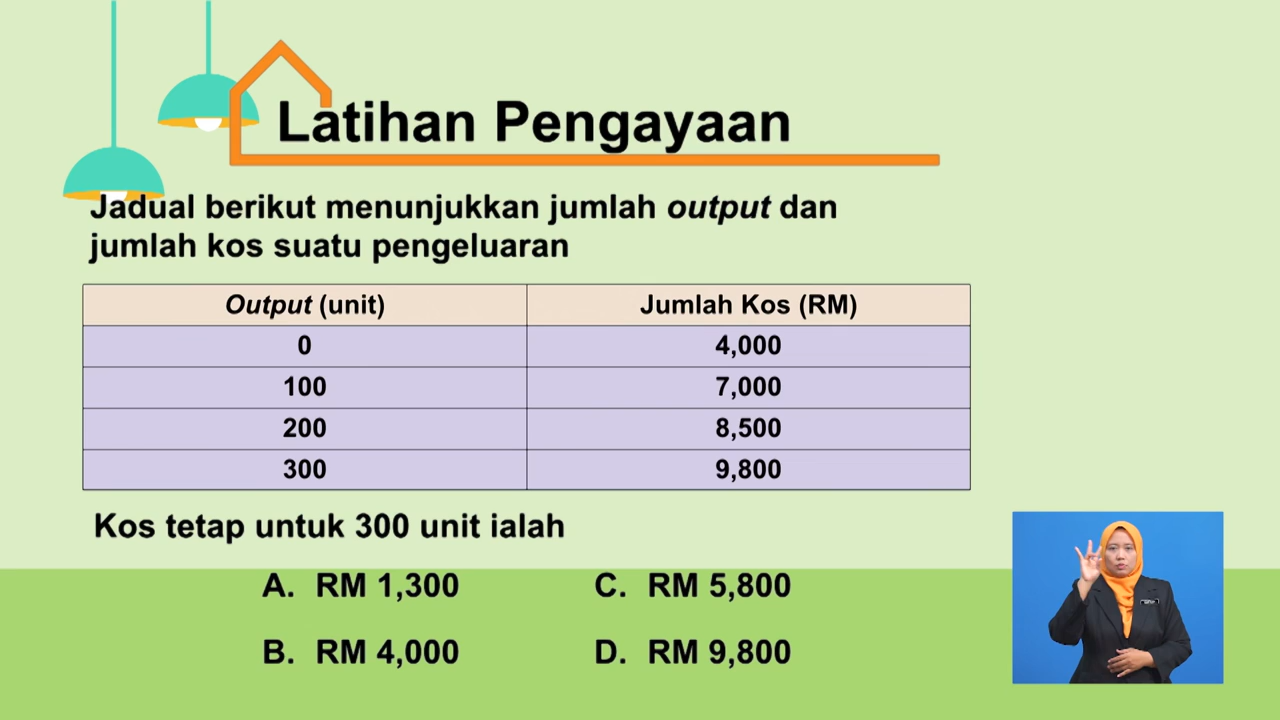 Latihan Pengayaan
Jadual berikut menunjukkan jumlah output dan
jumlah kos suatu pengeluaran
Output (unit) Jumlah Kos (RM)
0 4,000
100 7,000
200 8,500
300 9,800
Kos tetap untuk 300 unit ialah
A. RM 1,300 C. RM 5,800
B. RM 4,000 D. RM 9,800